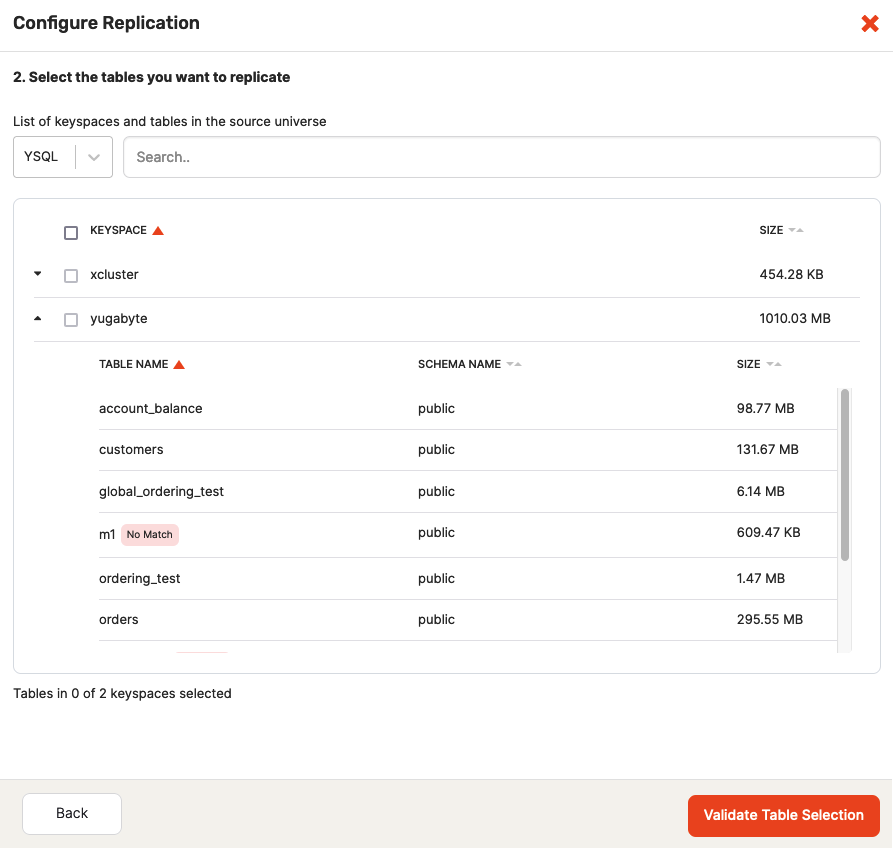 Configure Replication
2. Select the tables you want to replicate
List of keyspaces and tables in the source universe
YSQL Search..
KEYSPACE SIZE
xcluster 454.28 KB
yugabyte 1010.03 MB
TABLE NAME SCHEMA NAME SIZE
account_balance public 98.77 MB
customers public 131.67 MB
global_ordering_test public 6.14 MB
m1 No Match public 609.47 KB
ordering_test public 1.47 MB
orders public 295.55 MB
Tables in 0 of 2 keyspaces selected
Back Validate Table Selection